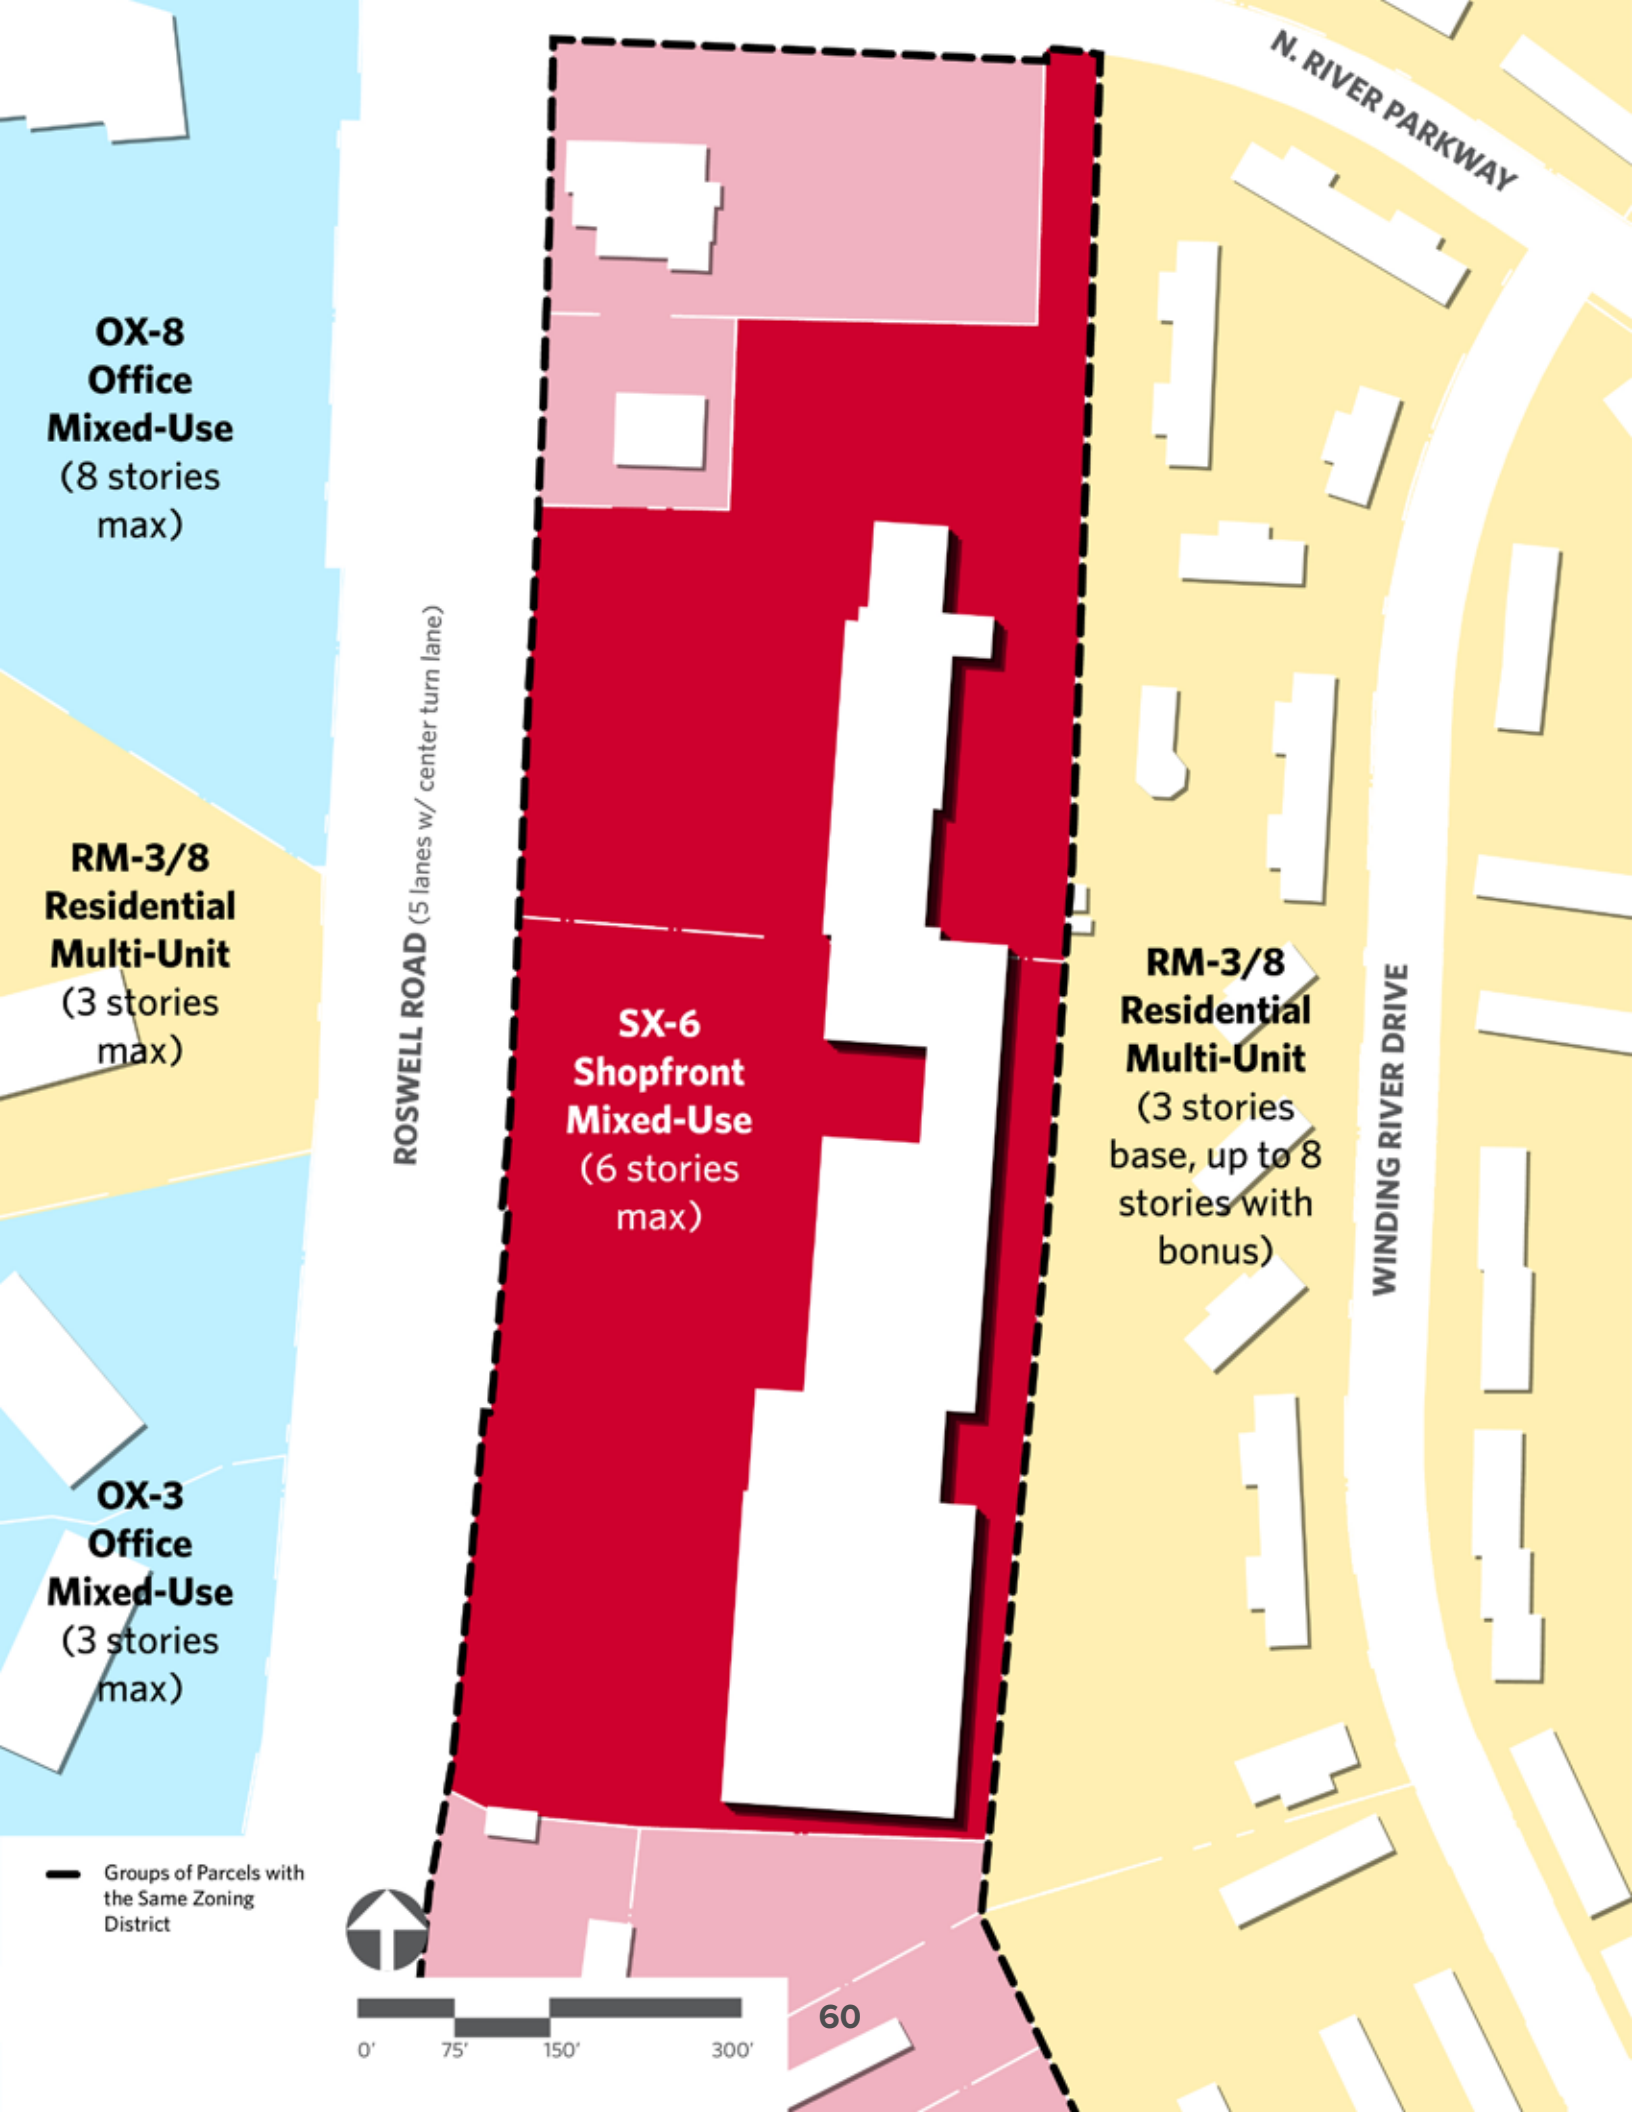 N. RIVER PARKWAY
OX-8
Office
Mixed-Use
(8 stories
max)
ROSWELL ROAD (5 lanes w/ center turn lane)
RM-3/8
Residential
Multi-Unit
(3 stories
max)
SX-6
Shopfront
Mixed-Use
(6 stories
max)
RM-3/8
Residential
Multi-Unit
(3 stories
base, up to 8
stories with
bonus)
WINDING RIVER DRIVE
OX-3
Office
Mixed-Use
(3 stories
max)
Groups of Parcels with
the Same Zoning
District
0' 75' 150' 300'
60